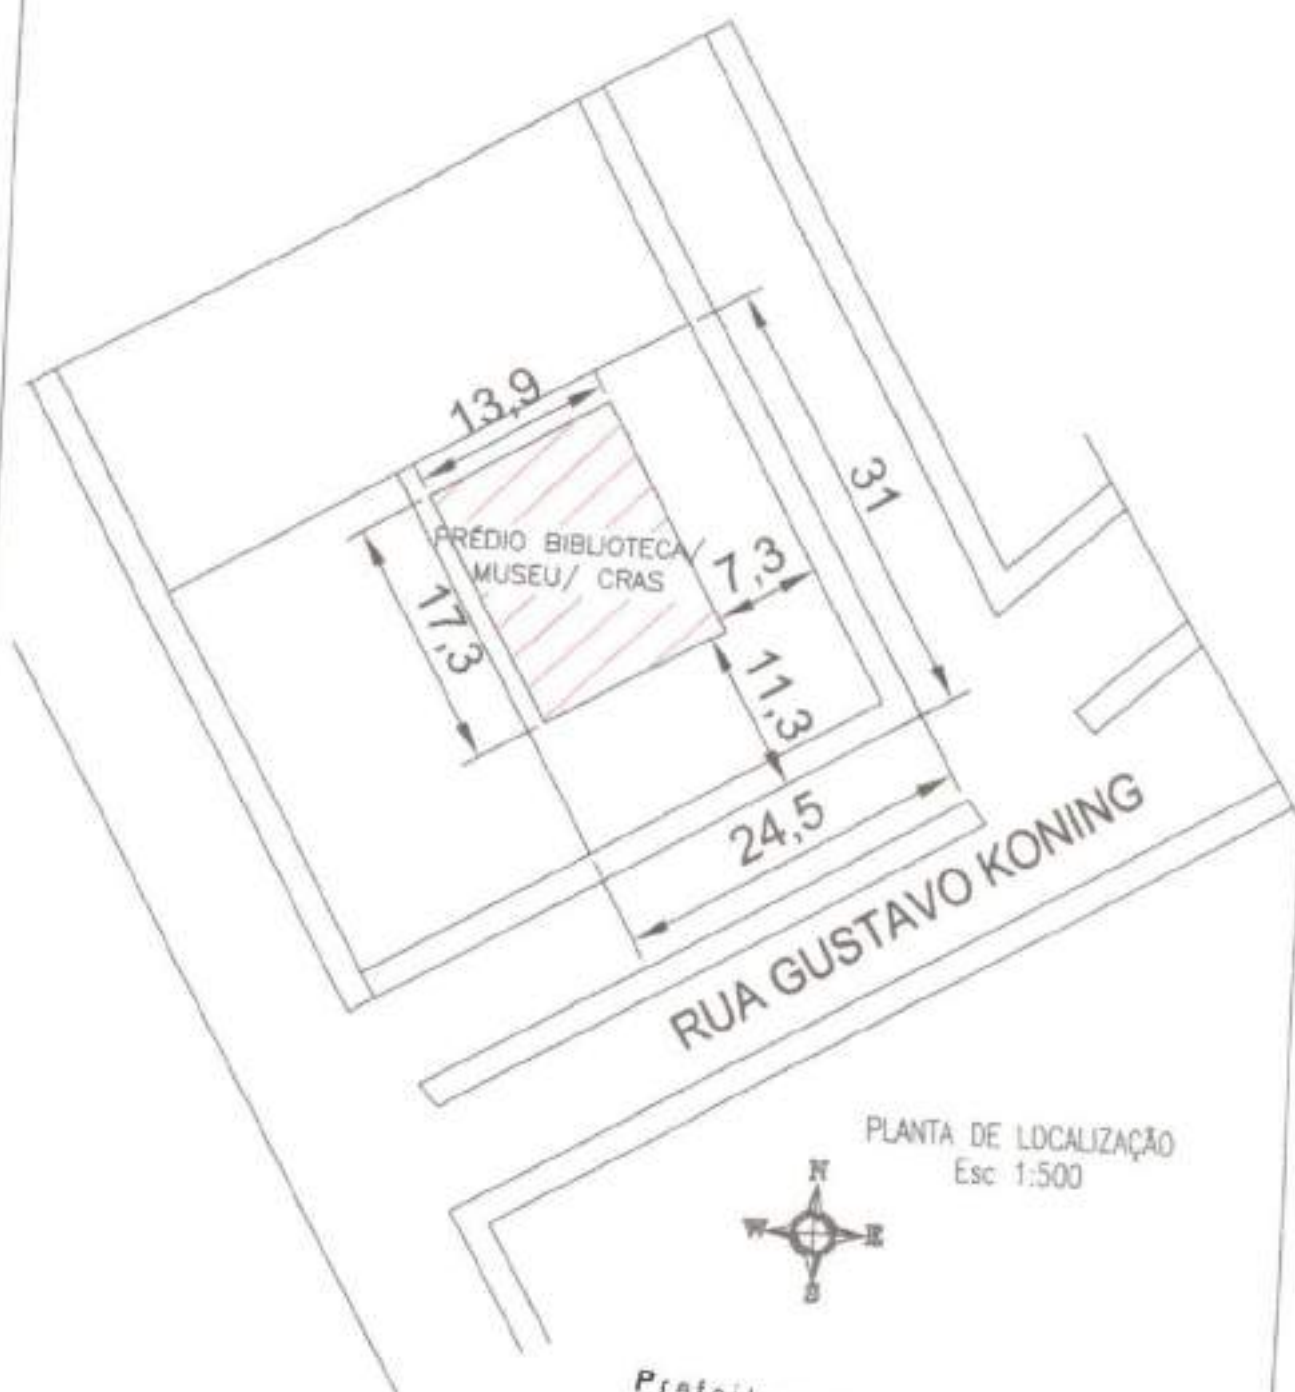 13,9
31
PRÉDIO BIBLIOTECA/
MUSEU/ CRAS
7,3
17,3
11,3
24,5
RUA GUSTAVO KONING
PLANTA DE LOCALIZAÇÃO
Esc 1:500
N
W E
S